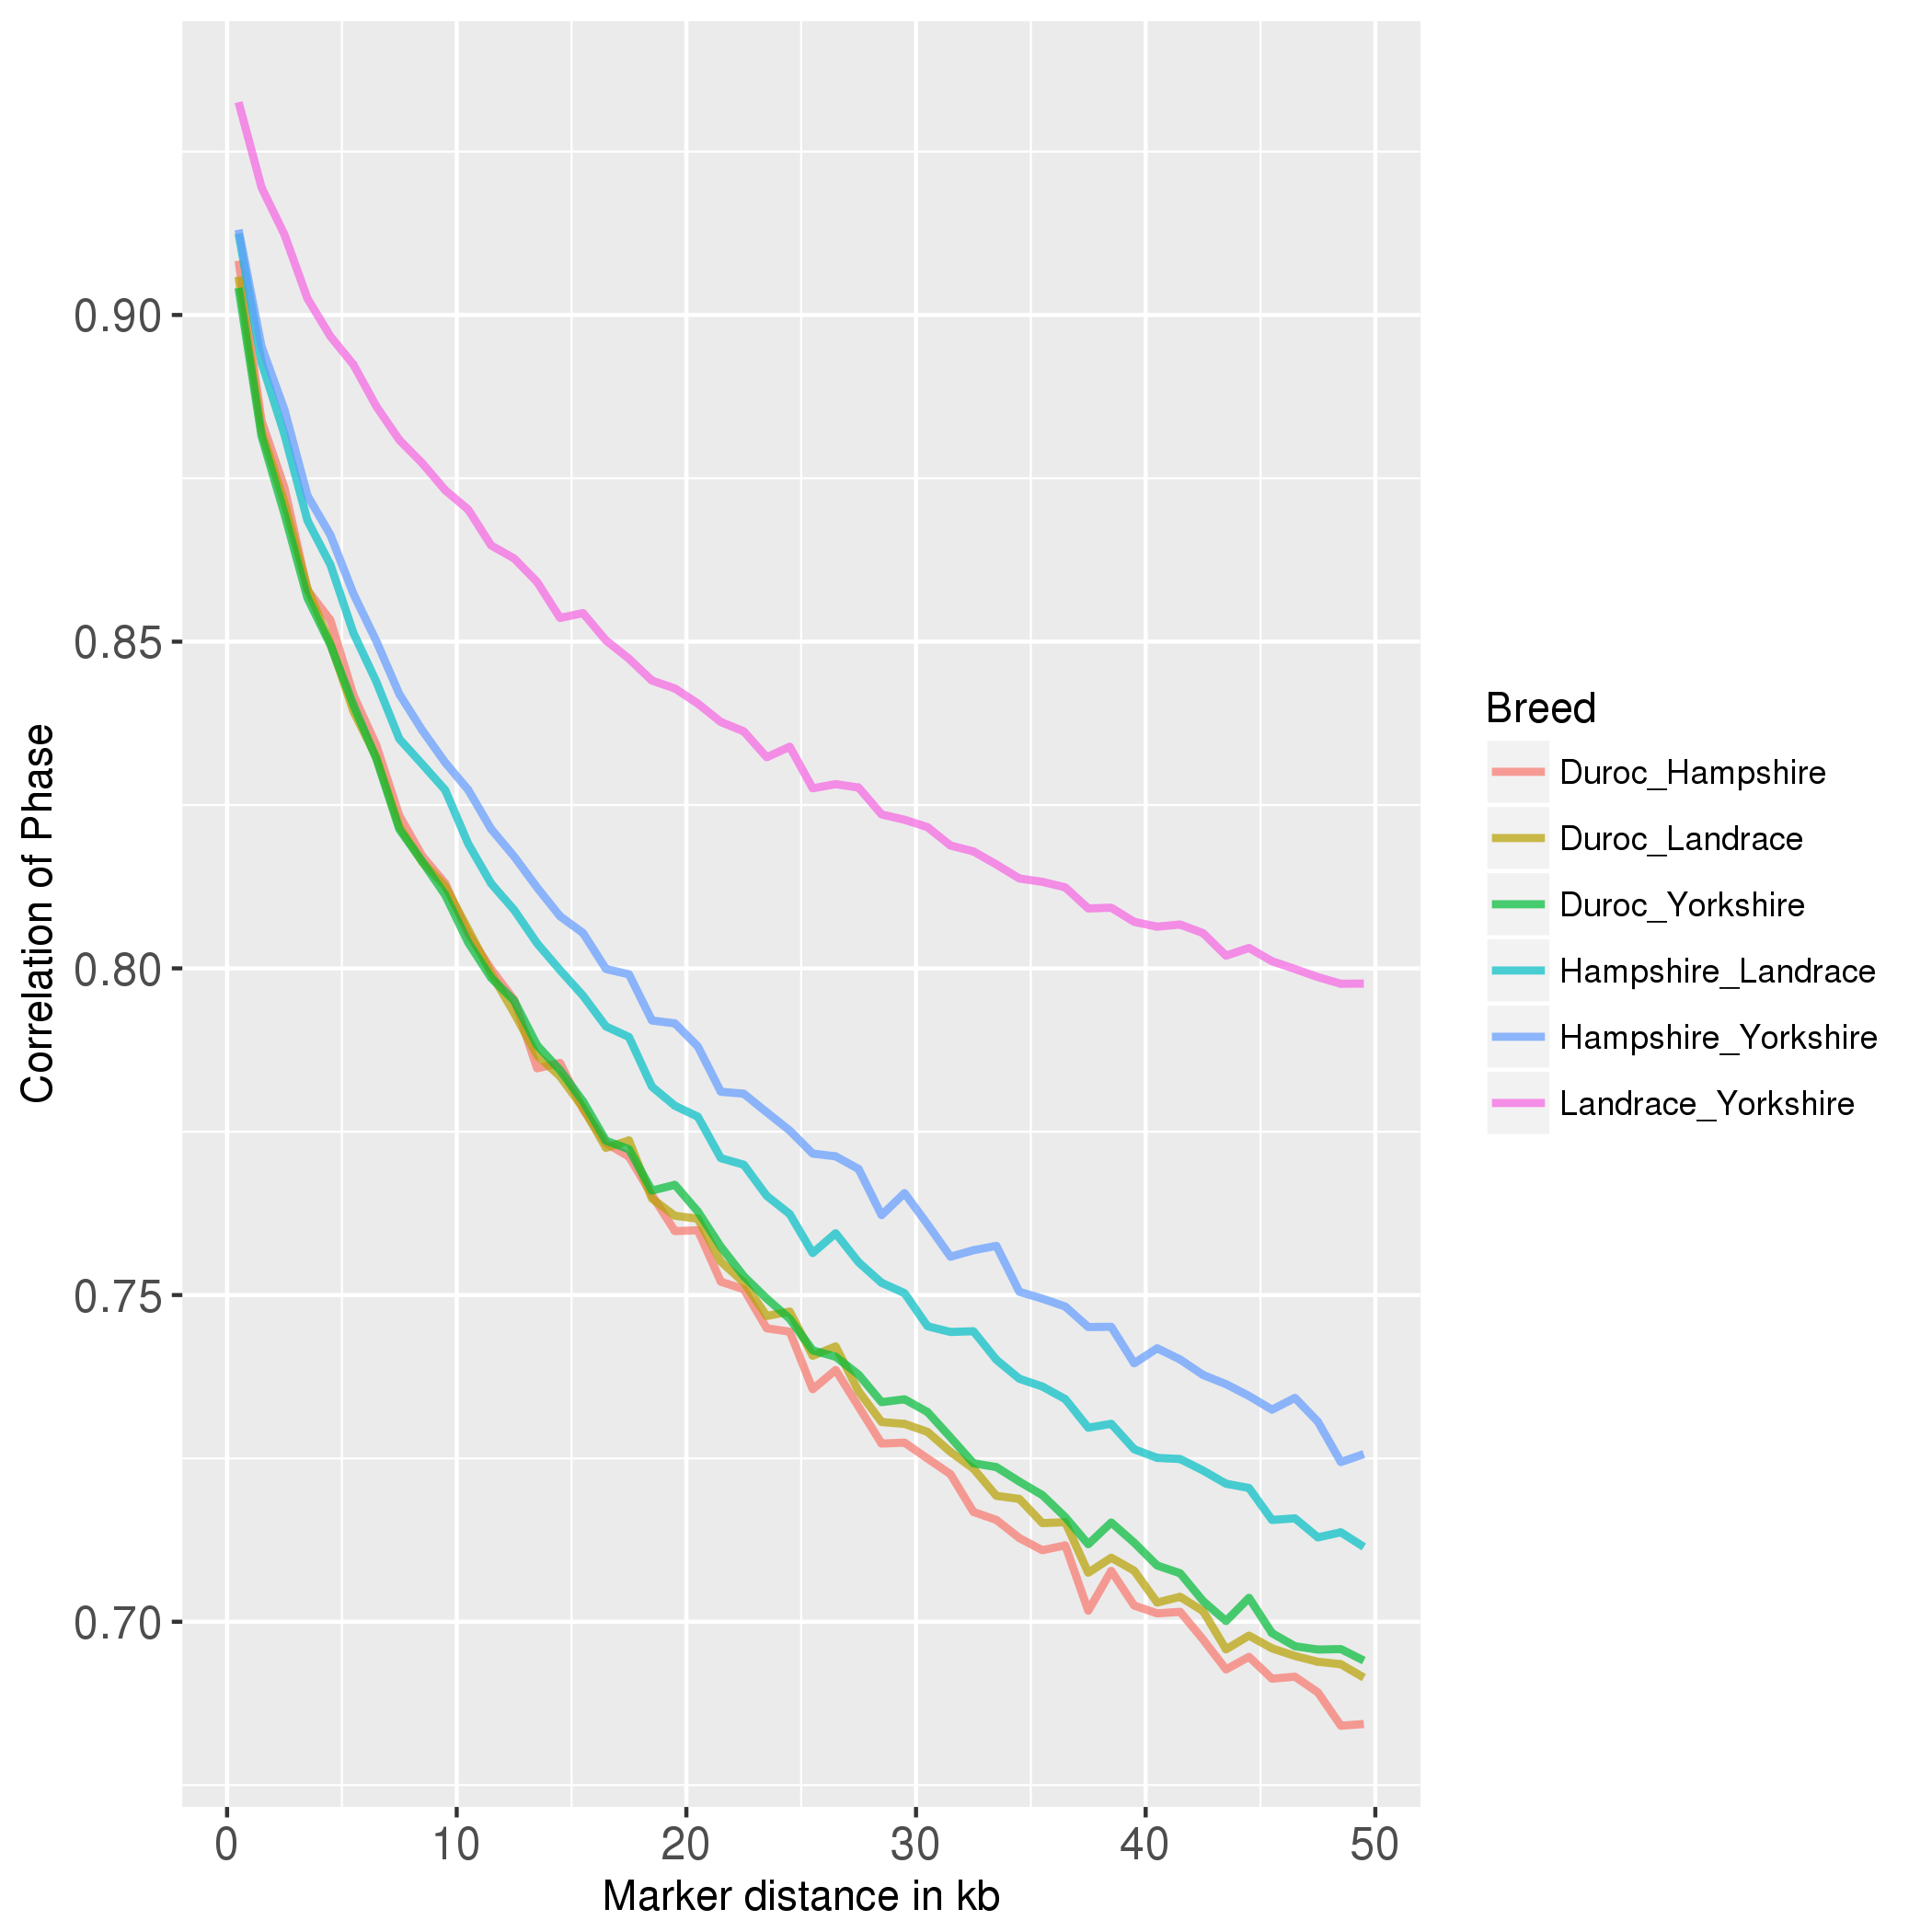 Correlation of Phase
0.90
0.85
0.80
0.75
0.70
0 10 20 30 40 50
Marker distance in kb
Breed
Duroc_Hampshire
Duroc_Landrace
Duroc_Yorkshire
Hampshire_Landrace
Hampshire_Yorkshire
Landrace_Yorkshire